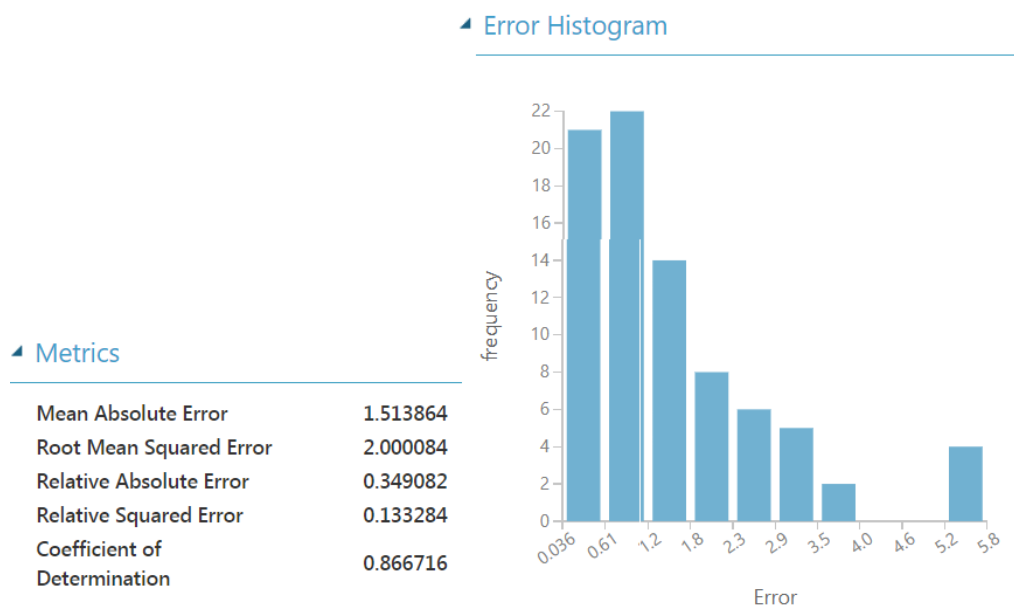 Error Histogram
22
20
18
16
14
12
10
8
6
4
2
0
frequency
0.036 0.61 1.2 1.8 2.3 2.9 3.5 4.0 4.6 5.2 5.8
Error
Metrics
Mean Absolute Error 1.513864
Root Mean Squared Error 2.000084
Relative Absolute Error 0.349082
Relative Squared Error 0.133284
Coefficient of
Determination 0.866716